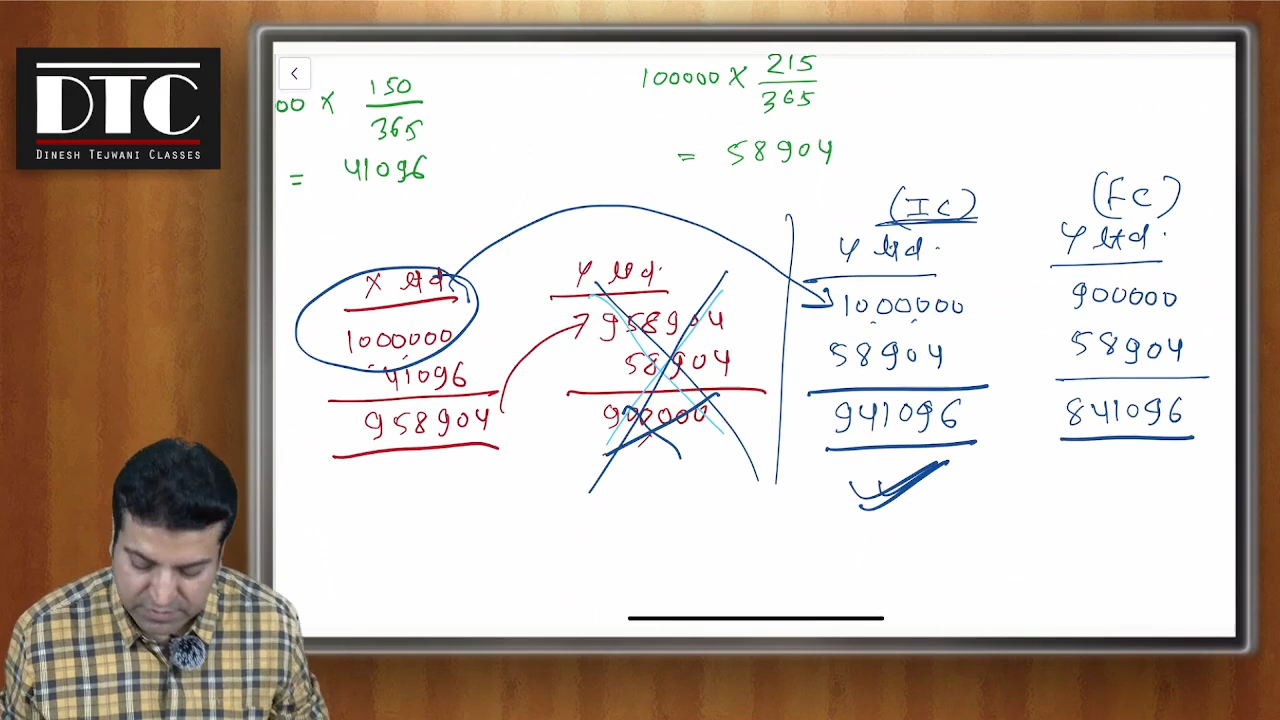 DTC
DINESH TEJWANI CLASSES
00 × 150/365
= 41096
100000 × 215/365
= 58904
X Ltd.
1000000
41096
958904
Y Ltd.
958904
58904
900000
(IC)
Y Ltd.
1000000
58904
941096
(FC)
Y Ltd.
900000
58904
841096